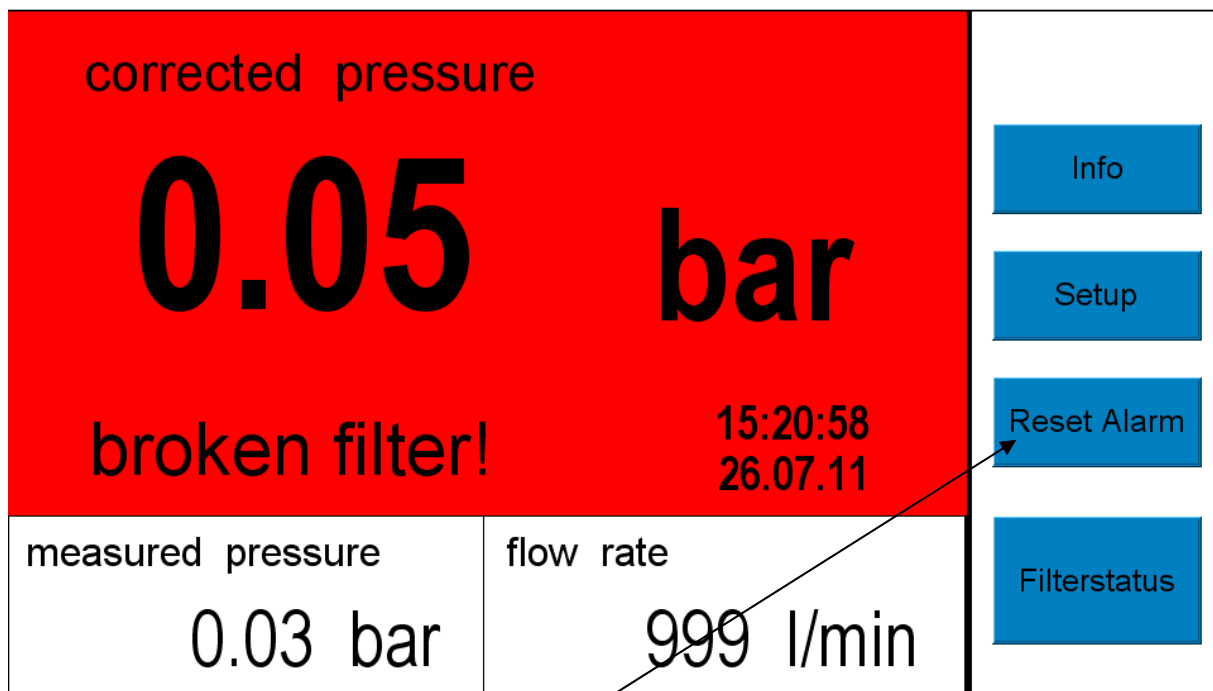 corrected pressure
0.05 bar
broken filter!
15:20:58
26.07.11
measured pressure
0.03 bar
flow rate
999 l/min
Info
Setup
Reset Alarm
Filterstatus